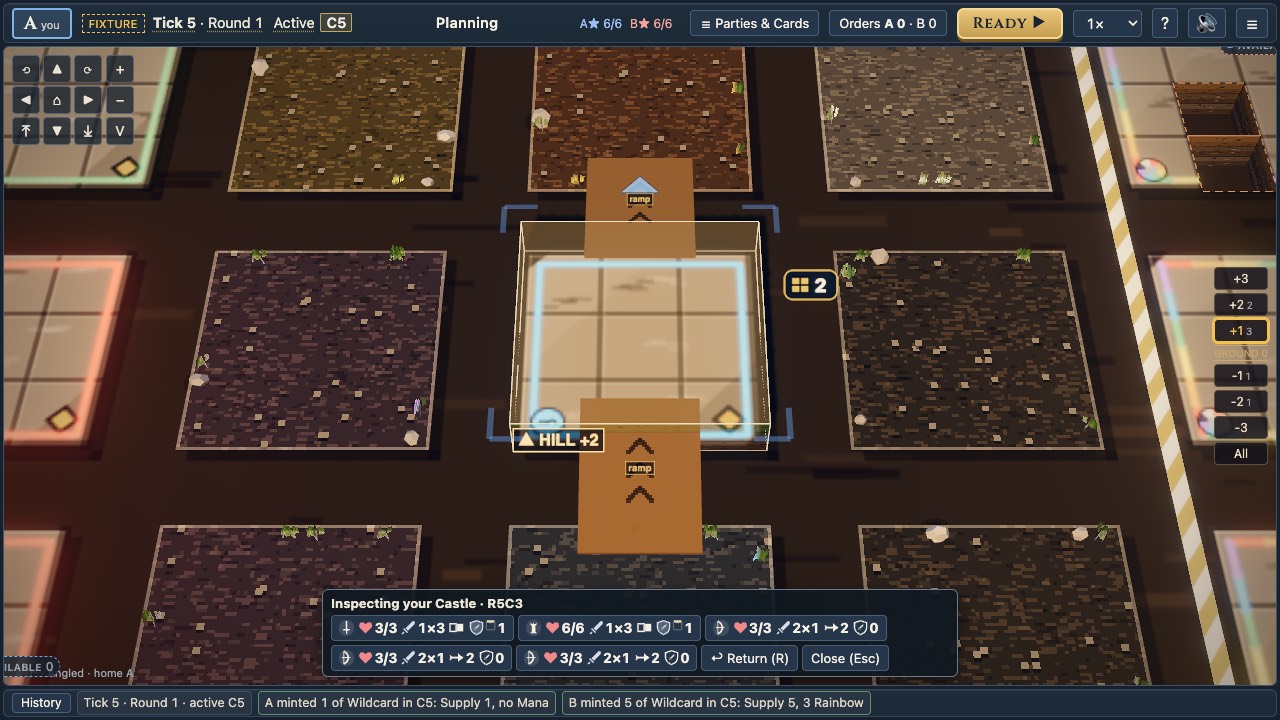 A you
FIXTURE
Tick 5 · Round 1 Active C5
Planning
A★ 6/6 B★ 6/6
≡ Parties & Cards
Orders A 0 · B 0
READY ▶
1×
?
≡
V
ramp
2
+3
+2 2
+1 3
GROUND 0
-1 1
-2 1
-3
All
▲ HILL +2
ramp
Inspecting your Castle · R5C3
3/3 1×3 1
6/6 1×3 1
3/3 2×1 ↦2 0
3/3 2×1 ↦2 0
3/3 2×1 ↦2 0
↩ Return (R)
Close (Esc)
ILABLE 0
ngled · home A
History
Tick 5 · Round 1 · active C5
A minted 1 of Wildcard in C5: Supply 1, no Mana
B minted 5 of Wildcard in C5: Supply 5, 3 Rainbow